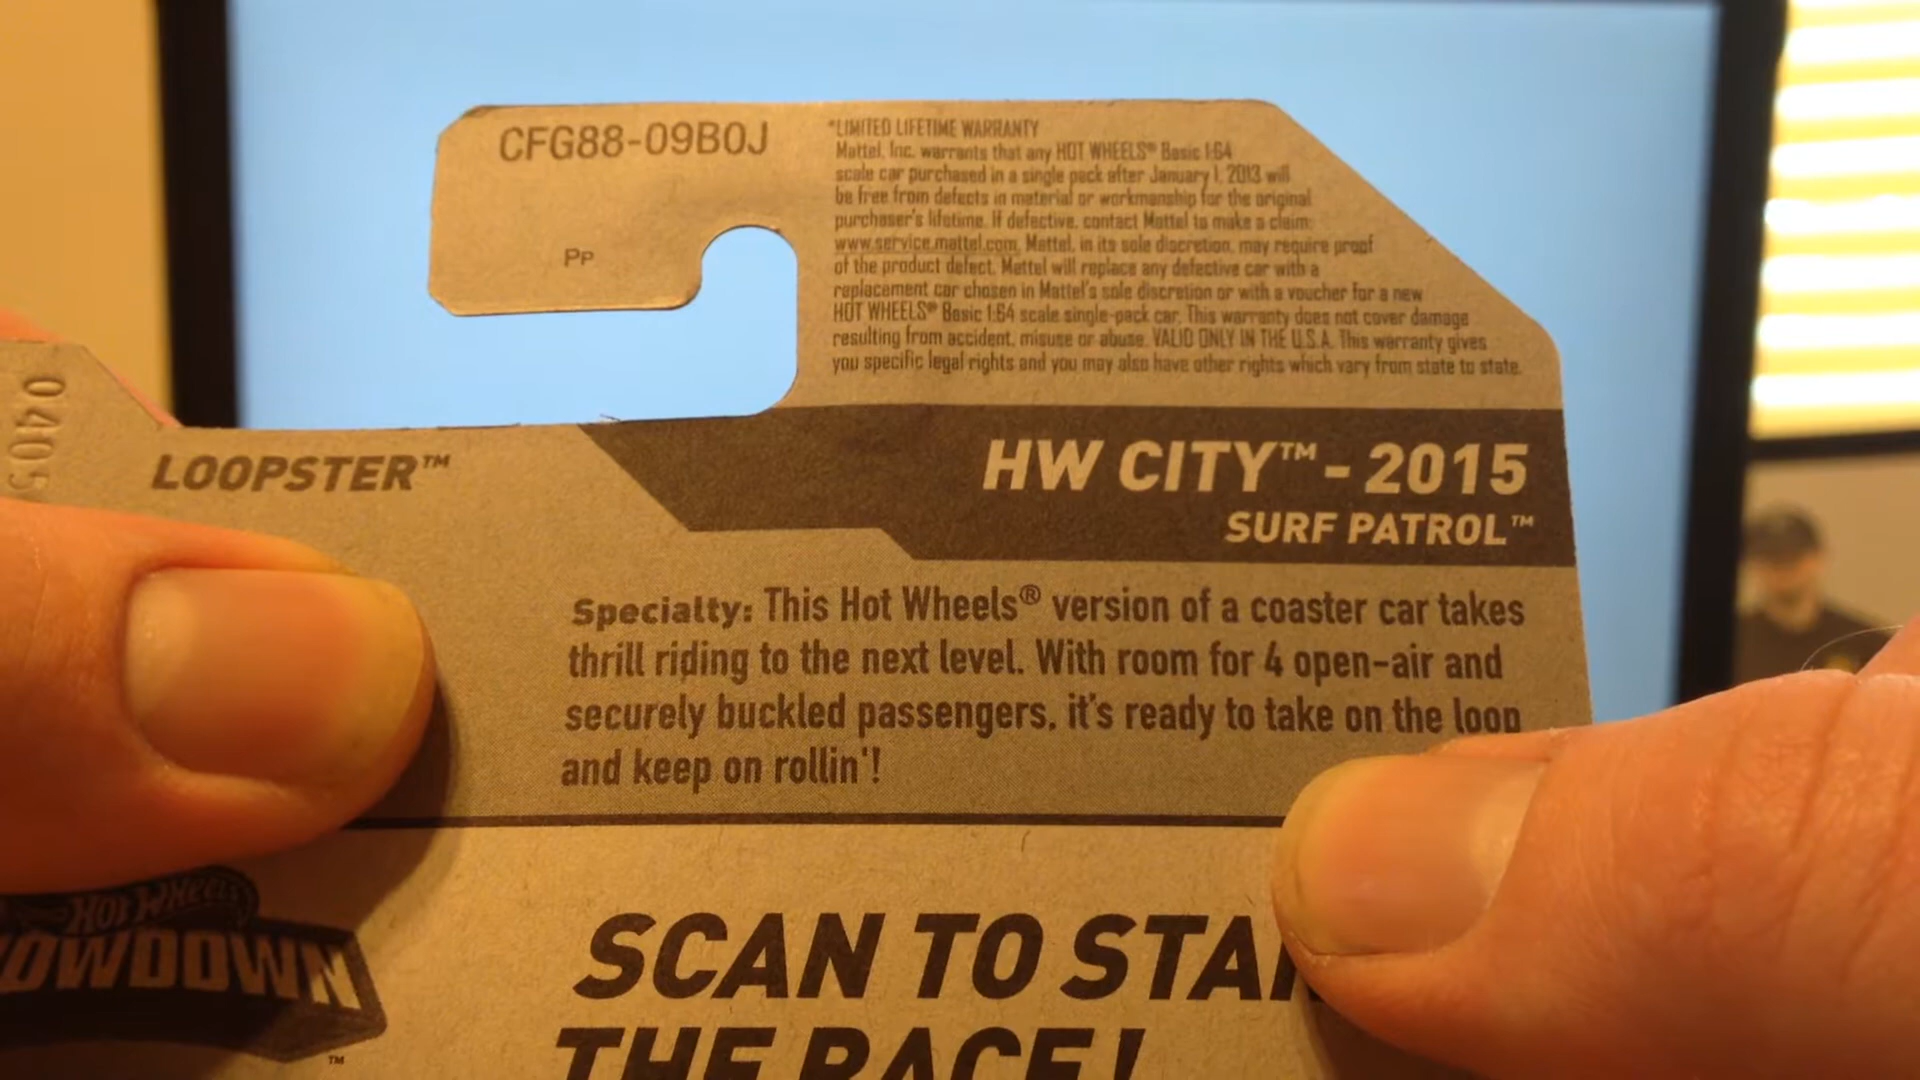 CFG88-09B0J
Pp
*LIMITED LIFETIME WARRANTY
Mattel, Inc. warrants that any HOT WHEELS® Basic 1:64
scale car purchased in a single pack after January 1, 2013 will
be free from defects in material or workmanship for the original
purchaser's lifetime. If defective, contact Mattel to make a claim:
www.service.mattel.com. Mattel, in its sole discretion, may require proof
of the product defect. Mattel will replace any defective car with a
replacement car chosen in Mattel's sole discretion or with a voucher for a new
HOT WHEELS® Basic 1:64 scale single-pack car. This warranty does not cover damage
resulting from accident, misuse or abuse. VALID ONLY IN THE U.S.A. This warranty gives
you specific legal rights and you may also have other rights which vary from state to state.
0405
LOOPSTER™
HW CITY™ - 2015
SURF PATROL™
Specialty: This Hot Wheels® version of a coaster car takes
thrill riding to the next level. With room for 4 open-air and
securely buckled passengers, it's ready to take on the loop
and keep on rollin'!
HOT WHEELS
OWDOWN
™
SCAN TO STA
THE RACE!